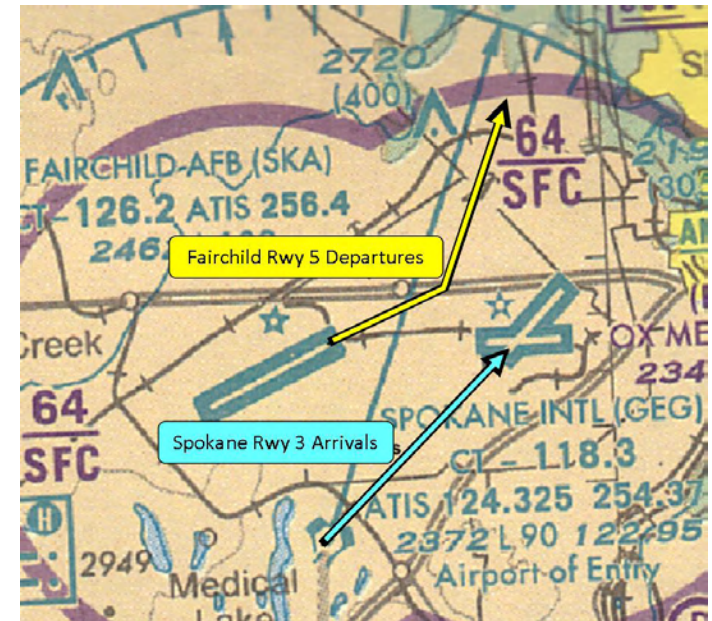 2720
(400)
FAIRCHILD-AFB (SKA)
CT-126.2 ATIS 256.4
64
SFC
Fairchild Rwy 5 Departures
Creek
64
SFC
Spokane Rwy 3 Arrivals
SPOKANE INTL (GEG)
CT - 118.3
ATIS 124.325 254.37
2372 L 90 122.95
Airport of Entry
H
2949
Medical
Lake